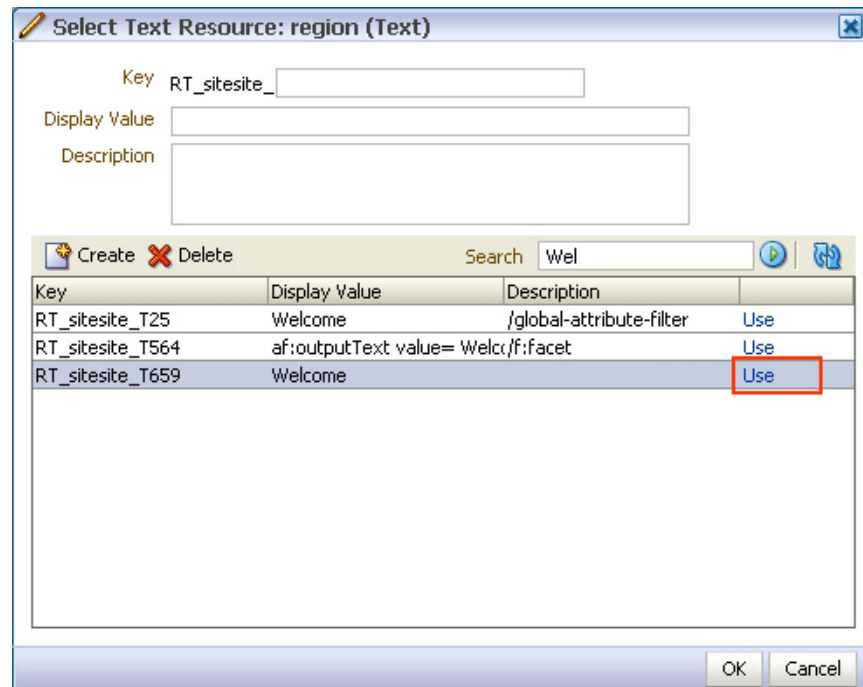 Select Text Resource: region (Text)
Key RT_sitesite_
Display Value
Description
Create Delete Search Wel
Key Display Value Description
RT_sitesite_T25 Welcome /global-attribute-filter Use
RT_sitesite_T564 af:outputText value= Welc /f:facet Use
RT_sitesite_T659 Welcome Use
OK Cancel